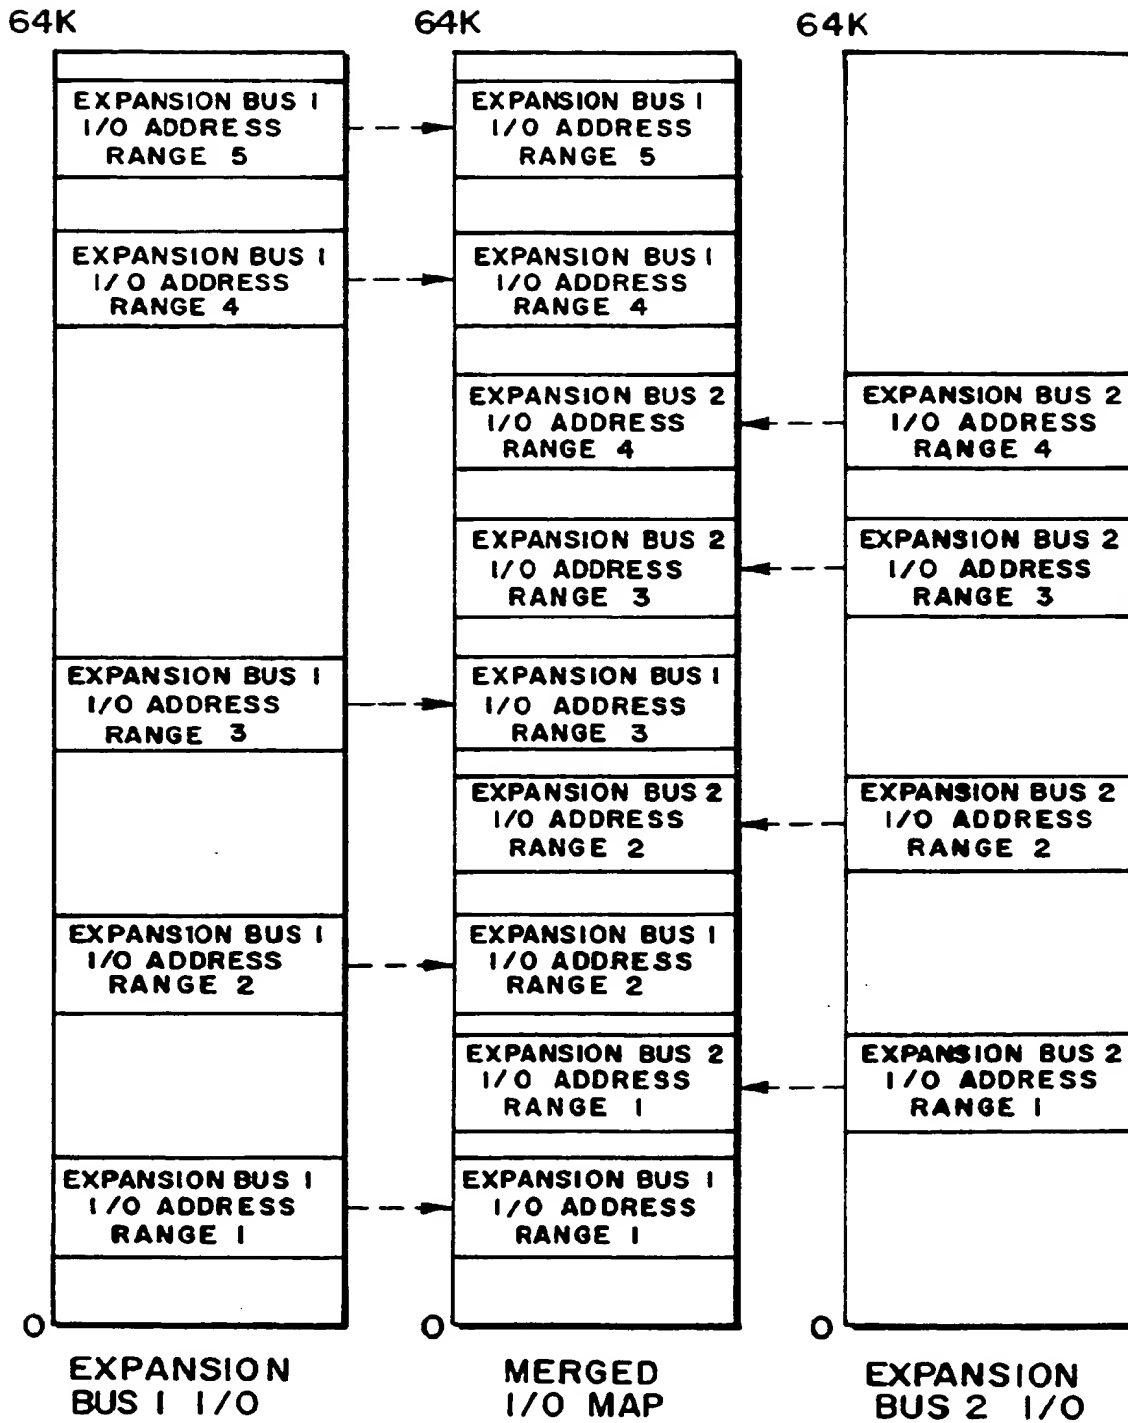 64K
EXPANSION BUS 1
I/O ADDRESS
RANGE 5
EXPANSION BUS 1
I/O ADDRESS
RANGE 4
EXPANSION BUS 1
I/O ADDRESS
RANGE 3
EXPANSION BUS 1
I/O ADDRESS
RANGE 2
EXPANSION BUS 1
I/O ADDRESS
RANGE 1
0
EXPANSION
BUS 1 I/O
64K
EXPANSION BUS 1
I/O ADDRESS
RANGE 5
EXPANSION BUS 1
I/O ADDRESS
RANGE 4
EXPANSION BUS 2
I/O ADDRESS
RANGE 4
EXPANSION BUS 2
I/O ADDRESS
RANGE 3
EXPANSION BUS 1
I/O ADDRESS
RANGE 3
EXPANSION BUS 2
I/O ADDRESS
RANGE 2
EXPANSION BUS 1
I/O ADDRESS
RANGE 2
EXPANSION BUS 2
I/O ADDRESS
RANGE 1
EXPANSION BUS 1
I/O ADDRESS
RANGE 1
0
MERGED
I/O MAP
64K
EXPANSION BUS 2
I/O ADDRESS
RANGE 4
EXPANSION BUS 2
I/O ADDRESS
RANGE 3
EXPANSION BUS 2
I/O ADDRESS
RANGE 2
EXPANSION BUS 2
I/O ADDRESS
RANGE 1
0
EXPANSION
BUS 2 I/O